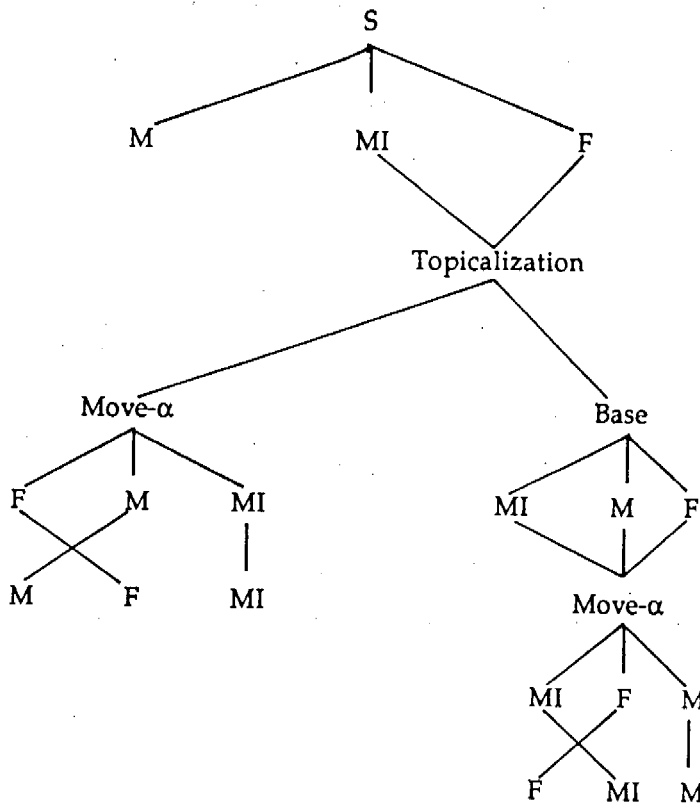 S
M MI F
Topicalization
Move-α Base
F M MI MI M F
M F MI
Move-α
MI F M
F MI M